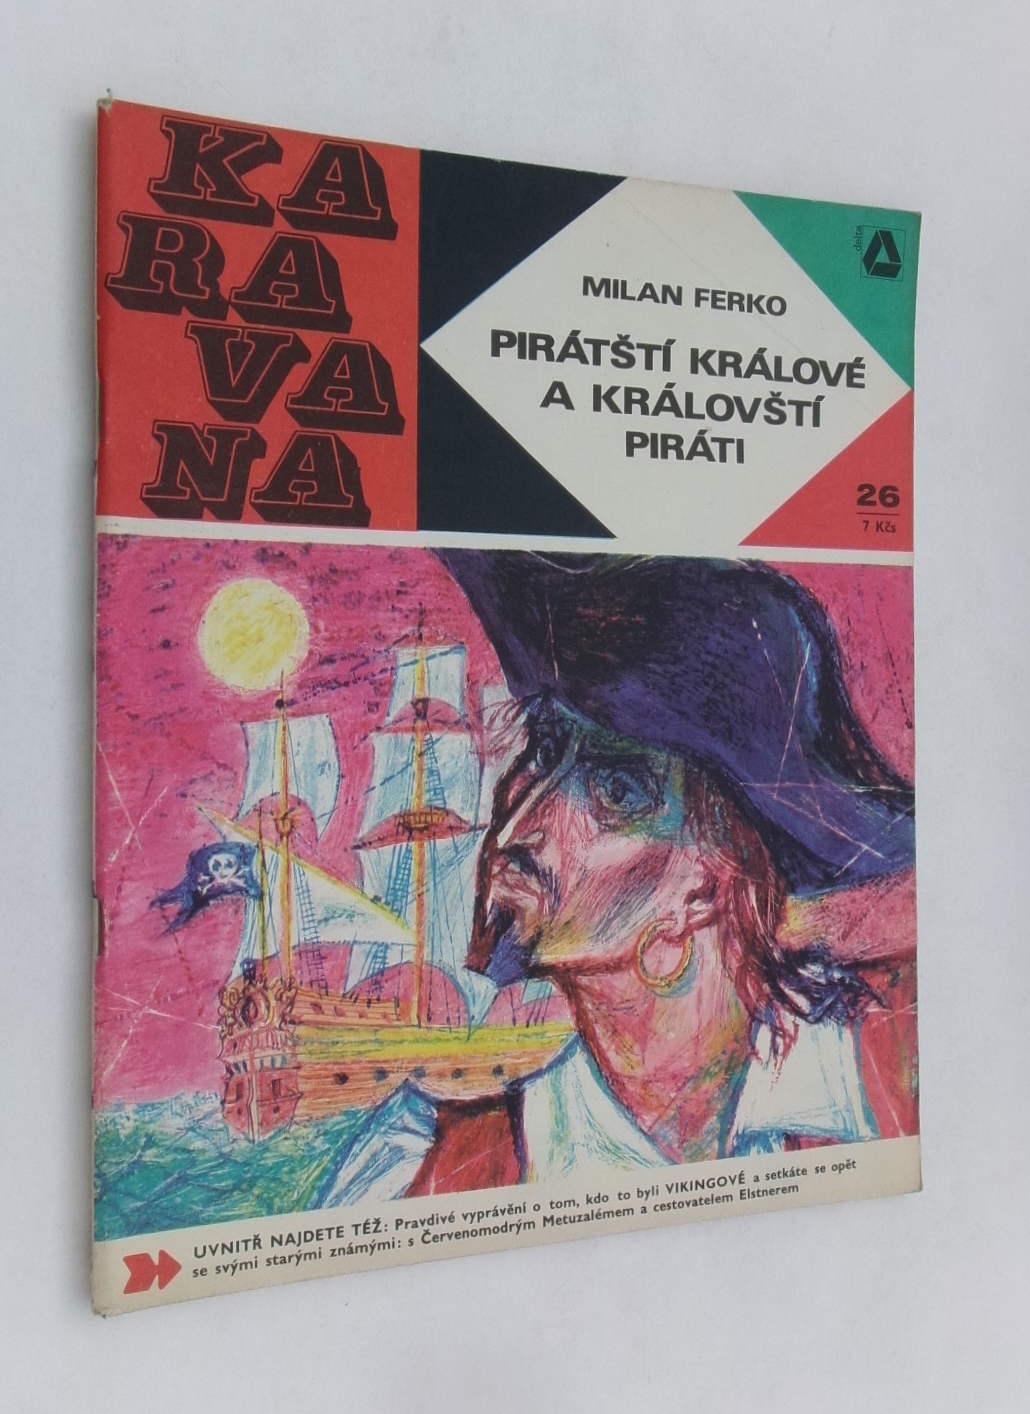 KA
RA
VA
NA
delta
MILAN FERKO
PIRÁTŠTÍ KRÁLOVÉ
A KRÁLOVŠTÍ
PIRÁTI
26
7 Kčs
UVNITŘ NAJDETE TÉŽ: Pravdivé vyprávění o tom, kdo to byli VIKINGOVÉ a setkáte se opět
se svými starými známými: s Červenomodrým Metuzalémem a cestovatelem Elstnerem